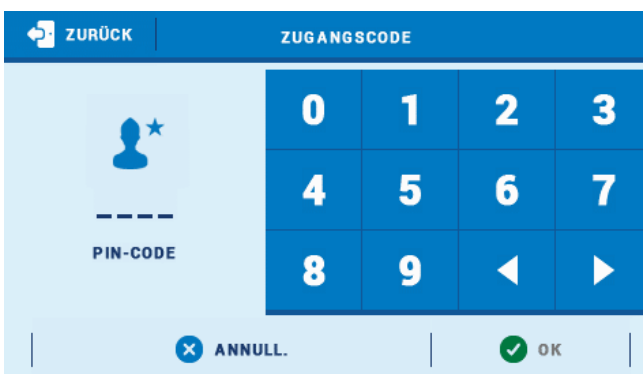 ZURÜCK ZUGANGSCODE
0 1 2 3
4 5 6 7
PIN-CODE
8 9
ANNULL. OK